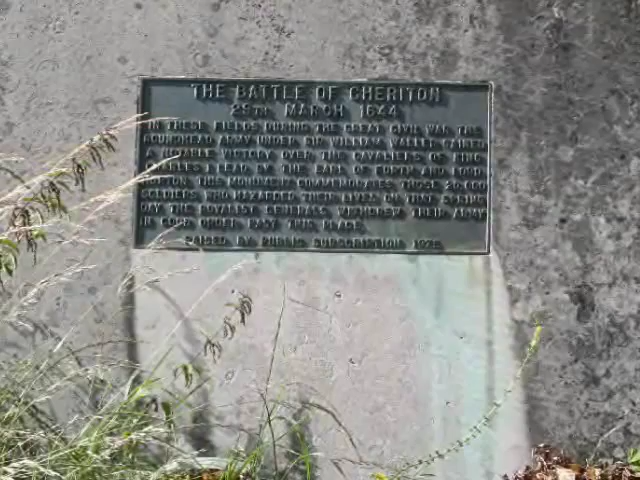 THE BATTLE OF CHERITON
29TH MARCH 1644
IN THESE FIELDS DURING THE GREAT CIVIL WAR THE
ROUNDHEAD ARMY UNDER SIR WILLIAM WALLER GAINED
A NOTABLE VICTORY OVER THE CAVALIERS OF KING
CHARLES I LEAD BY THE EARL OF FORTH AND LORD
HOPTON. THIS MONUMENT COMMEMORATES THOSE 20,000
SOLDIERS WHO HAZARDED THEIR LIVES ON THAT SPRING
DAY THE ROYALIST GENERALS WITHDREW THEIR ARMY
IN GOOD ORDER PAST THIS PLACE.
RAISED BY PUBLIC SUBSCRIPTION